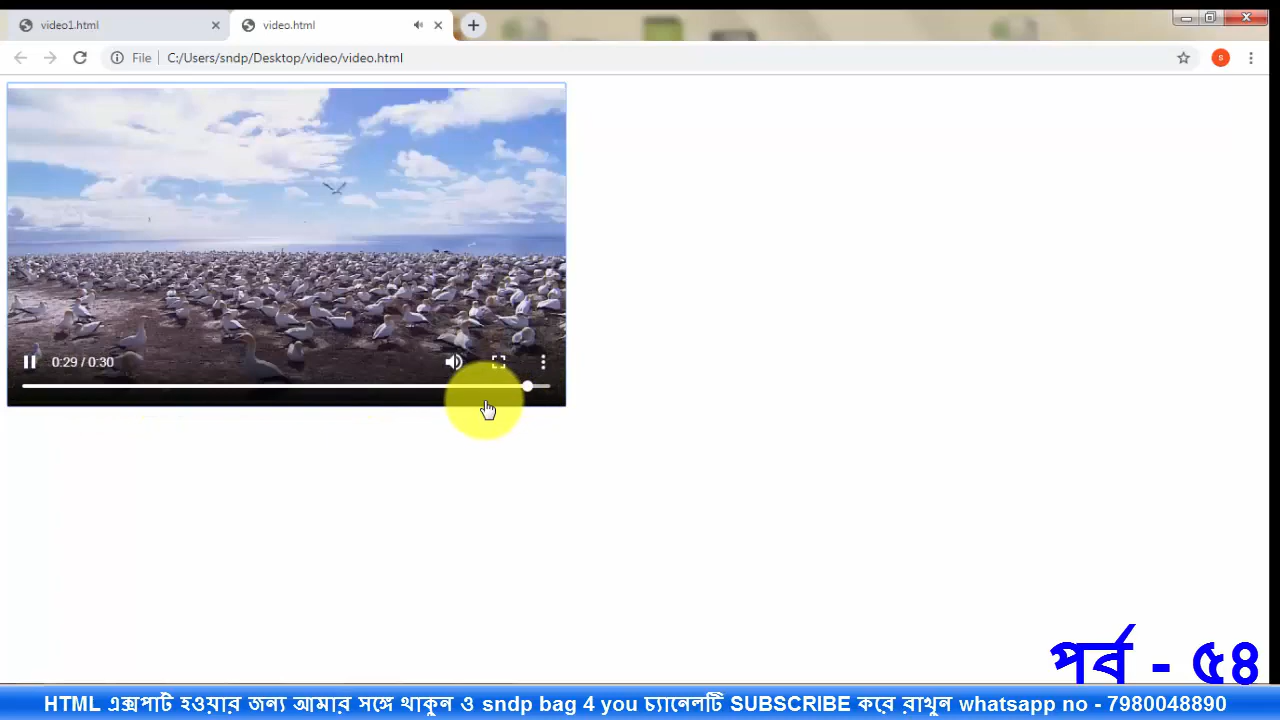 video1.html
video.html
File
C:/Users/sndp/Desktop/video/video.html
s
0:29 / 0:30
পর্ব - ৫৪
HTML এক্সপার্ট হওয়ার জন্য আমার সঙ্গে থাকুন ও sndp bag 4 you চ্যানেলটি SUBSCRIBE করে রাখুন whatsapp no - 7980048890